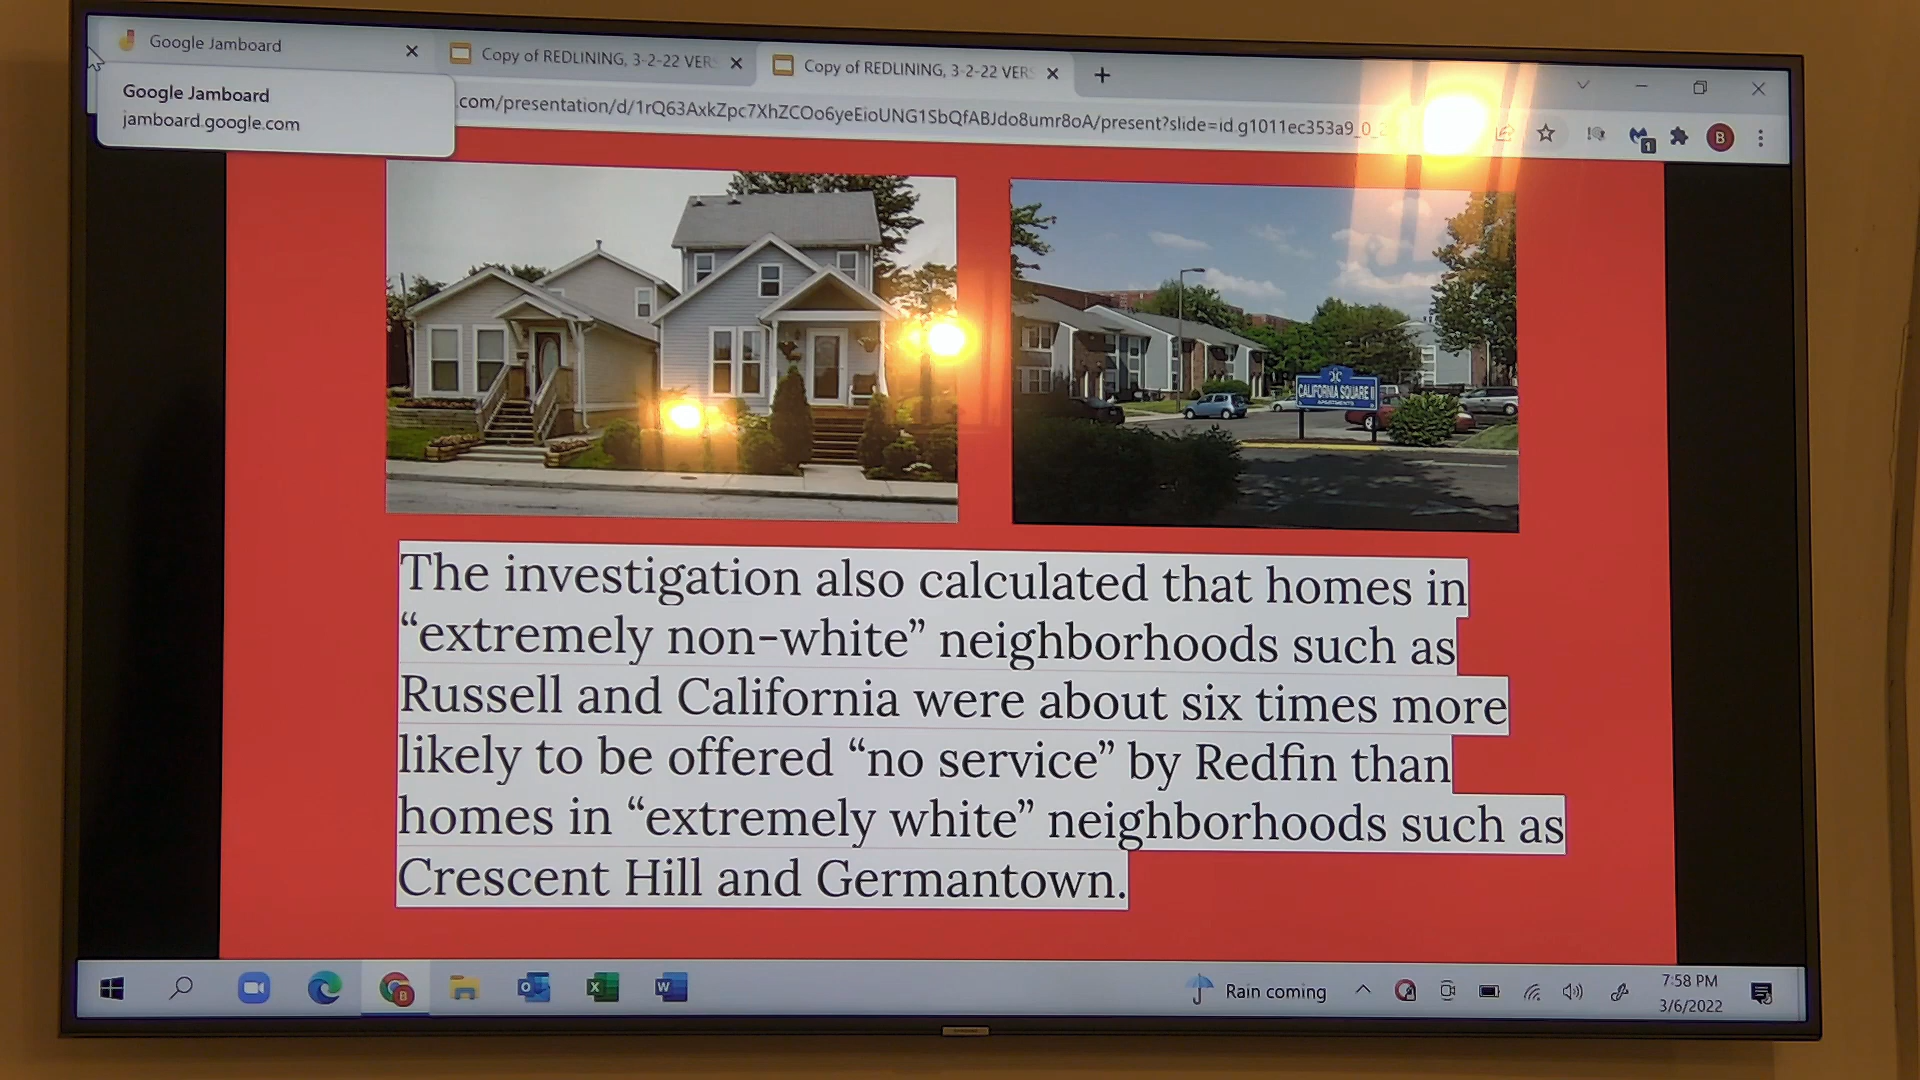 Google Jamboard
Copy of REDLINING, 3-2-22 VER
Copy of REDLINING, 3-2-22 VER
Google Jamboard
jamboard.google.com
.com/presentation/d/1rQ63AxkZpc7XhZCOo6yeEioUNG1SbQfABJdo8umr8oA/present?slide=id.g1011ec353a9_0_
1
B
CALIFORNIA SQUARE II
APARTMENTS
The investigation also calculated that homes in
“extremely non-white” neighborhoods such as
Russell and California were about six times more
likely to be offered “no service” by Redfin than
homes in “extremely white” neighborhoods such as
Crescent Hill and Germantown.
Rain coming
7:58 PM
3/6/2022